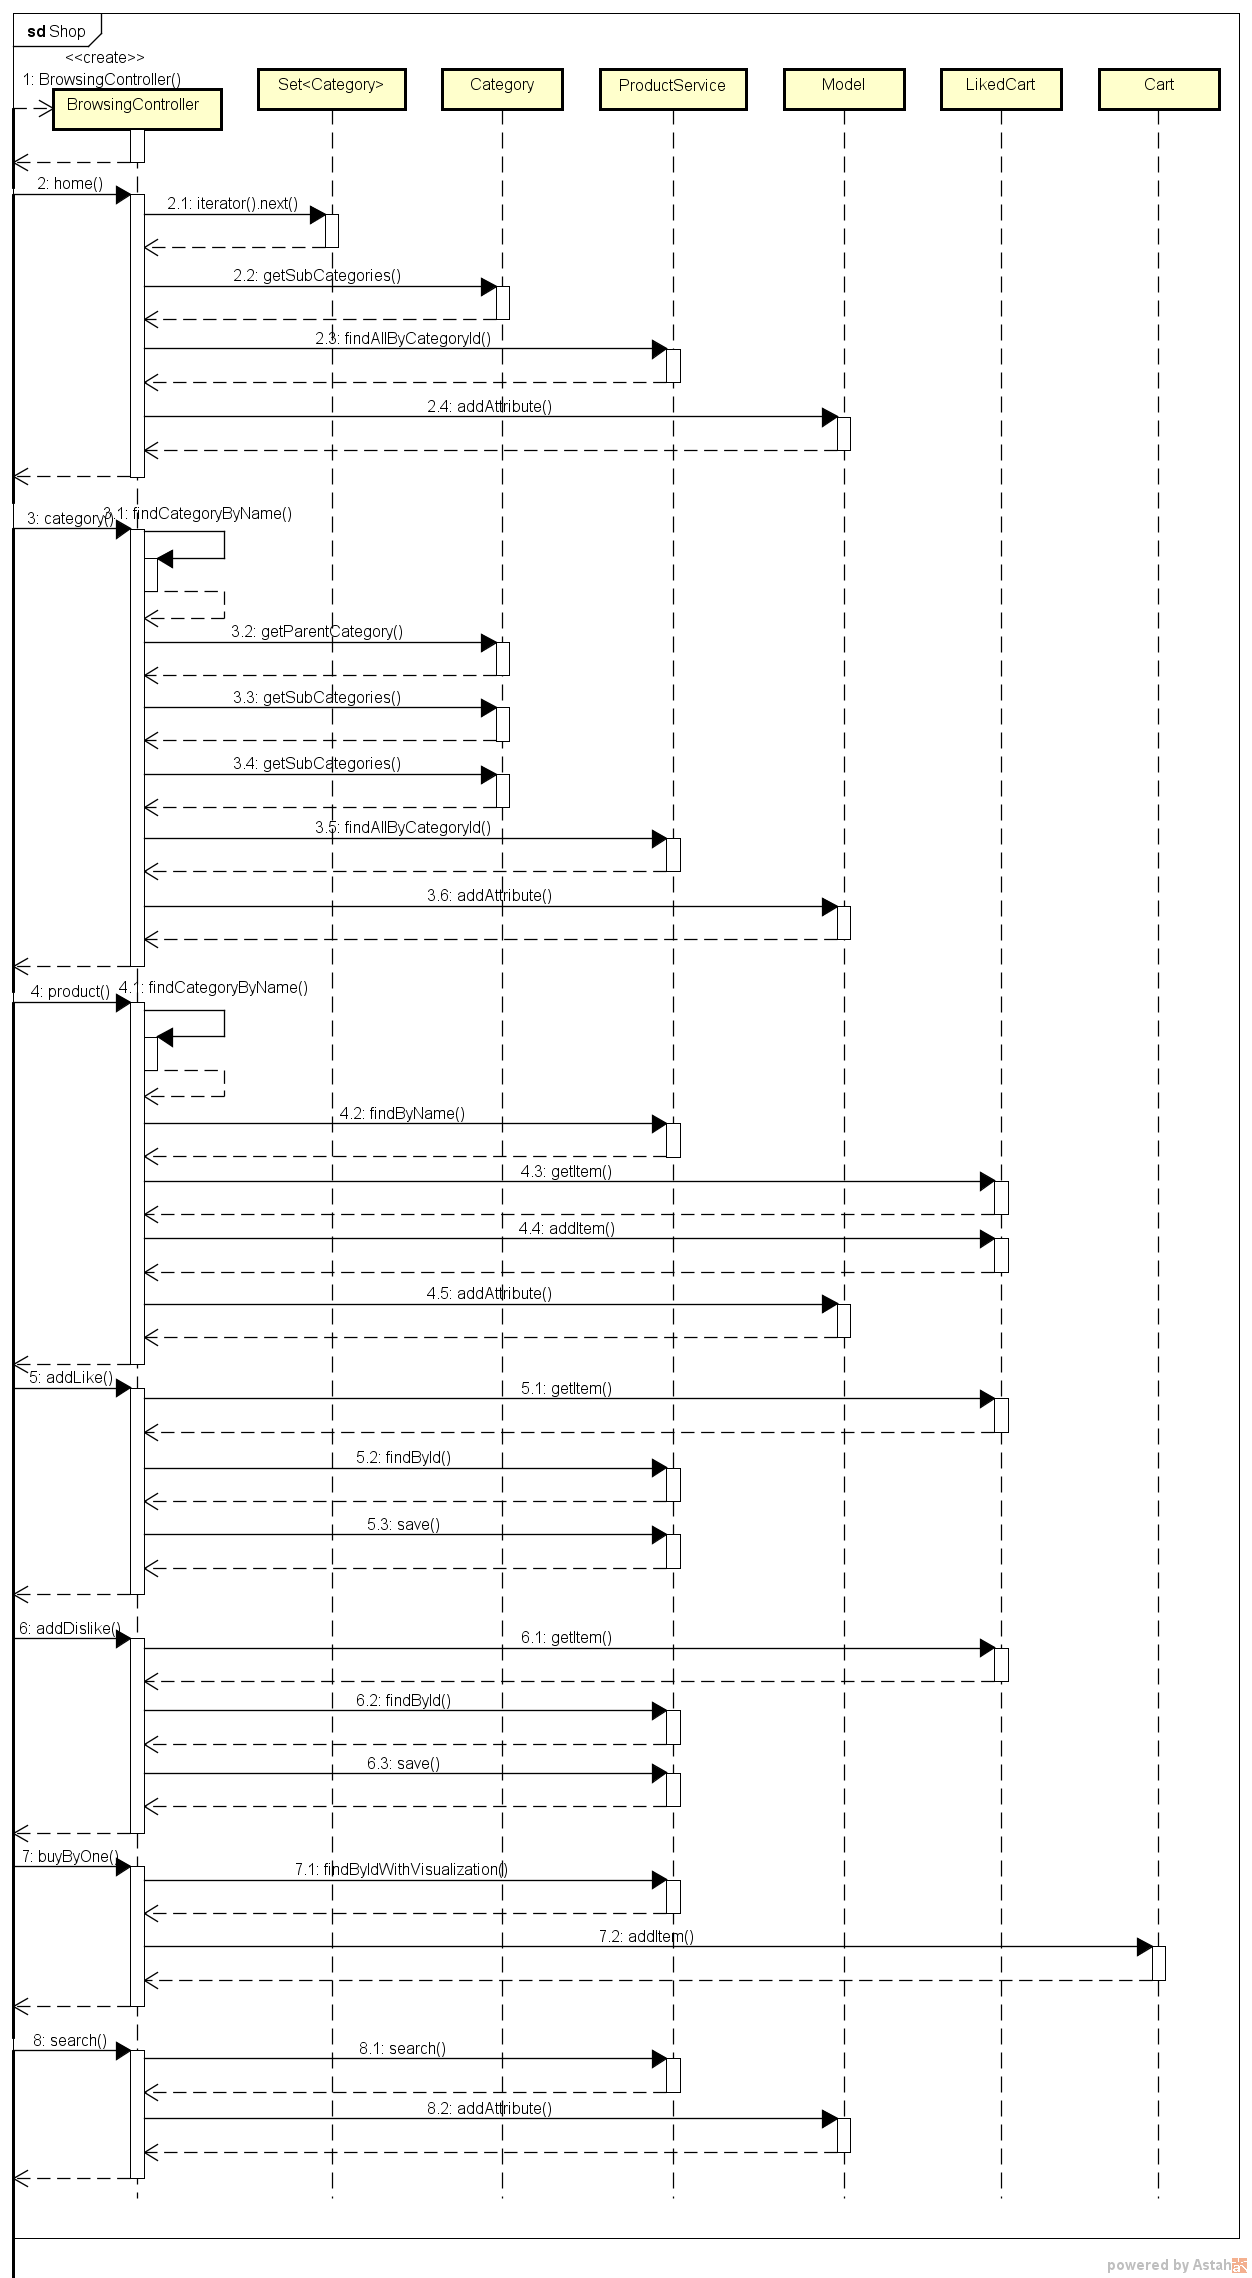 sd Shop
<<create>>
1: BrowsingController()
BrowsingController
Set<Category>
Category
ProductService
Model
LikedCart
Cart
2: home()
2.1: iterator().next()
2.2: getSubCategories()
2.3: findAllByCategoryId()
2.4: addAttribute()
3: category()
3.1: findCategoryByName()
3.2: getParentCategory()
3.3: getSubCategories()
3.4: getSubCategories()
3.5: findAllByCategoryId()
3.6: addAttribute()
4: product()
4.1: findCategoryByName()
4.2: findByName()
4.3: getItem()
4.4: addItem()
4.5: addAttribute()
5: addLike()
5.1: getItem()
5.2: findById()
5.3: save()
6: addDislike()
6.1: getItem()
6.2: findById()
6.3: save()
7: buyByOne()
7.1: findByIdWithVisualization()
7.2: addItem()
8: search()
8.1: search()
8.2: addAttribute()
powered by Astah